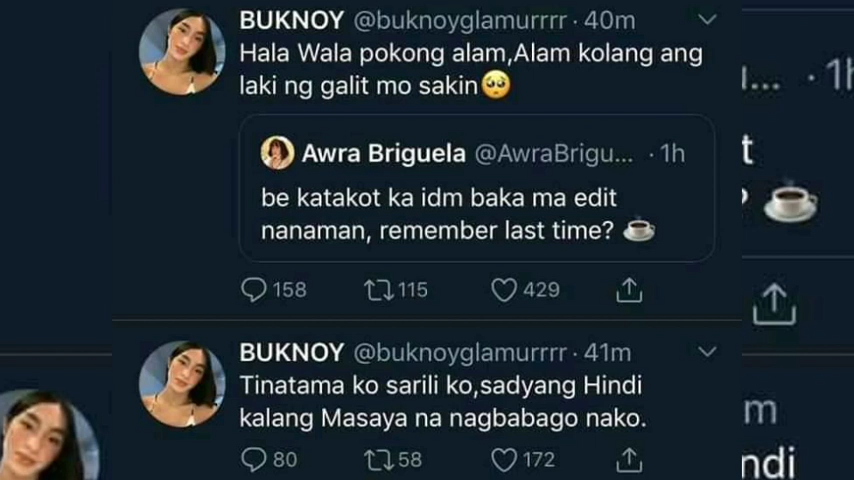 BUKNOY @buknoyglamurrrr · 40m
Hala Wala pokong alam,Alam kolang ang
laki ng galit mo sakin🥺
Awra Briguela @AwraBrigu... · 1h
be katakot ka idm baka ma edit
nanaman, remember last time? ☕
158 115 429
BUKNOY @buknoyglamurrrr · 41m
Tinatama ko sarili ko,sadyang Hindi
kalang Masaya na nagbabago nako.
80 58 172